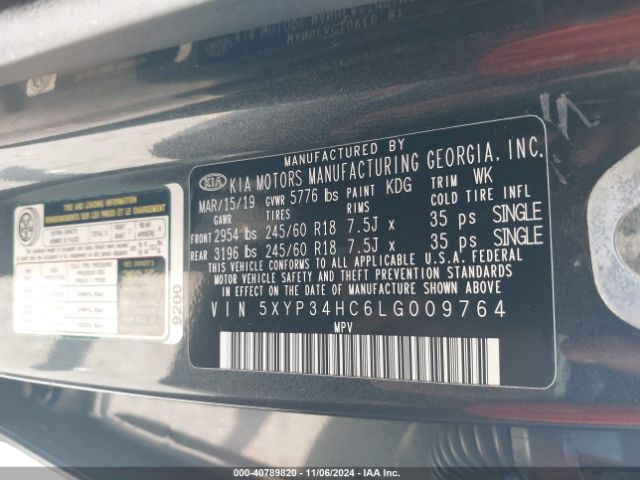 MANUFACTURED BY
KIA KIA MOTORS MANUFACTURING GEORGIA, INC.
MAR/15/19 GVWR 5776 lbs PAINT KDG TRIM WK
GAWR TIRES RIMS COLD TIRE INFL
FRONT 2954 lbs 245/60 R18 7.5J x 35 ps SINGLE
REAR 3196 lbs 245/60 R18 7.5J x 35 ps SINGLE
THIS VEHICLE CONFORMS TO ALL APPLICABLE U.S.A. FEDERAL
MOTOR VEHICLE SAFETY AND THEFT PREVENTION STANDARDS
IN EFFECT ON THE DATE OF MANUFACTURE SHOWN ABOVE.
VIN 5XYP34HC6LG009764
MPV
TIRE AND LOADING INFORMATION
9200
000-40789820 - 11/06/2024 - IAA Inc.